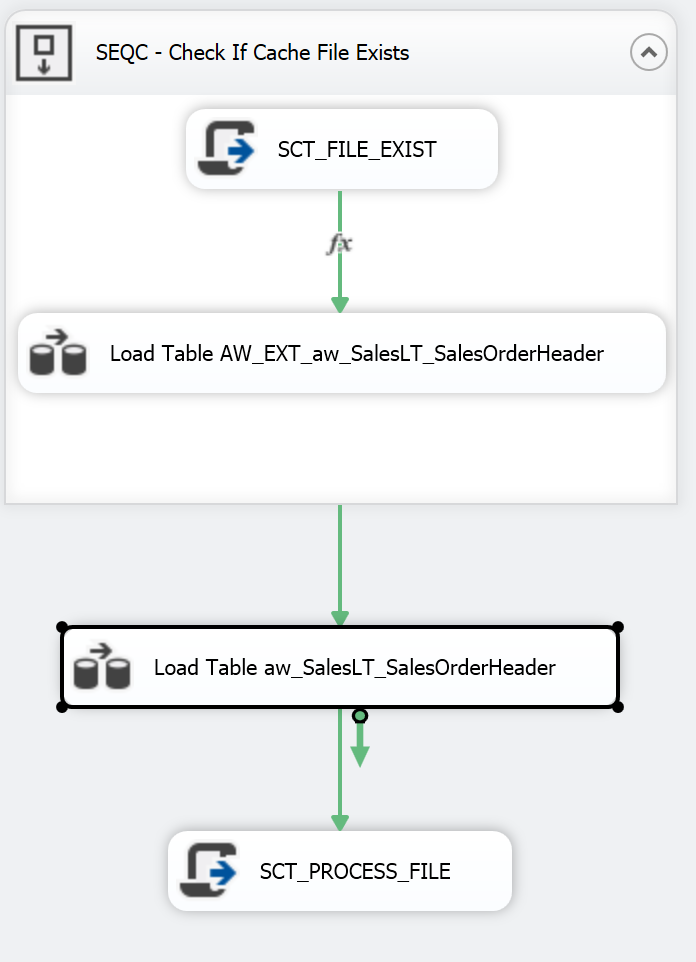 SEQC - Check If Cache File Exists
SCT_FILE_EXIST
fx
Load Table AW_EXT_aw_SalesLT_SalesOrderHeader
Load Table aw_SalesLT_SalesOrderHeader
SCT_PROCESS_FILE